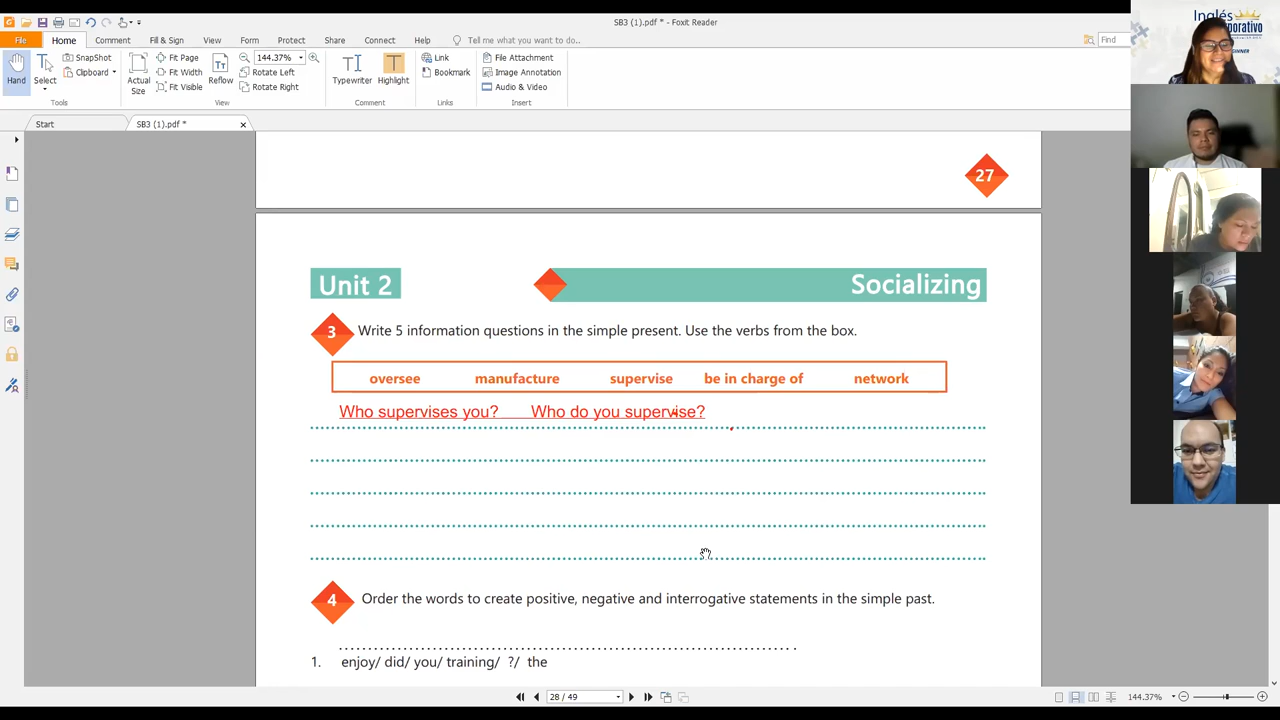 SB3 (1).pdf * - Foxit Reader
File Home Comment Fill & Sign View Form Protect Share Connect Help Tell me what you want to do.. Find
Hand Select SnapShot Clipboard Actual Size Fit Page Fit Width Fit Visible Reflow 144.37% Rotate Left Rotate Right Typewriter Highlight Link Bookmark File Attachment Image Annotation Audio & Video
Tools View Comment Links Insert
Start SB3 (1).pdf *
27
Unit 2 Socializing
3 Write 5 information questions in the simple present. Use the verbs from the box.
oversee manufacture supervise be in charge of network
Who supervises you? Who do you supervise?
4 Order the words to create positive, negative and interrogative statements in the simple past.
1. enjoy/ did/ you/ training/ ?/ the
28 / 49 144.37%
Inglés